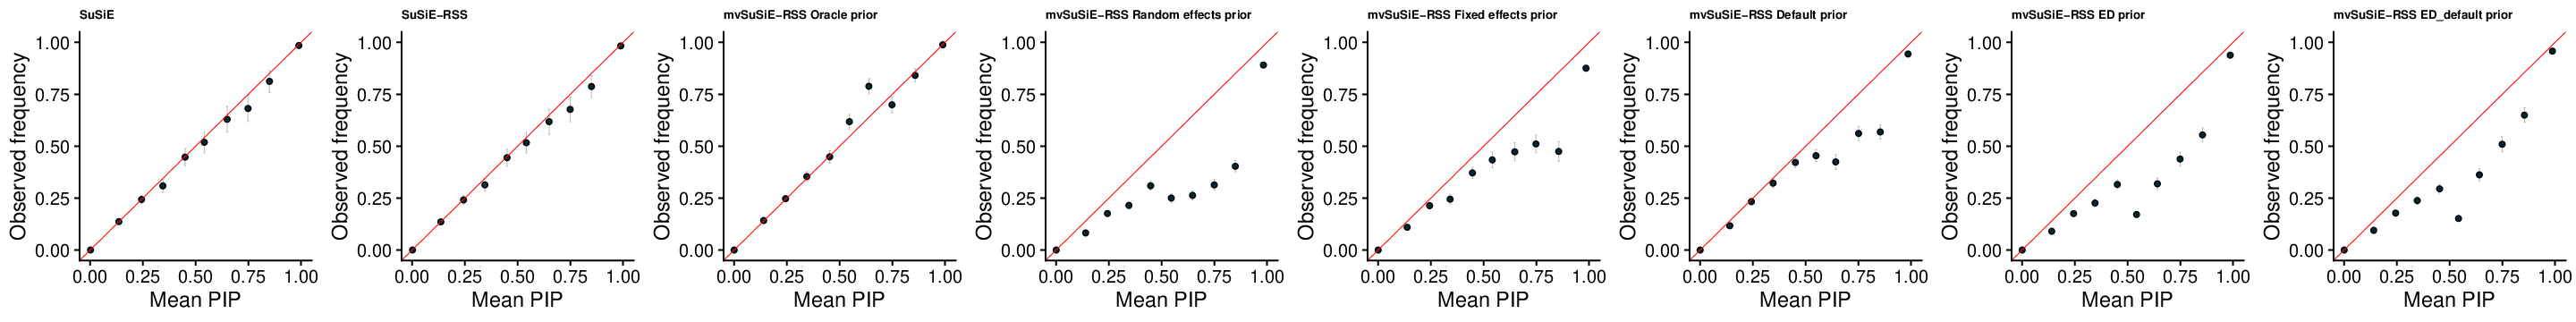 SuSiE
1.00
0.75
0.50
0.25
0.00
Observed frequency
0.00 0.25 0.50 0.75 1.00
Mean PIP
SuSiE−RSS
1.00
0.75
0.50
0.25
0.00
Observed frequency
0.00 0.25 0.50 0.75 1.00
Mean PIP
mvSuSiE−RSS Oracle prior
1.00
0.75
0.50
0.25
0.00
Observed frequency
0.00 0.25 0.50 0.75 1.00
Mean PIP
mvSuSiE−RSS Random effects prior
1.00
0.75
0.50
0.25
0.00
Observed frequency
0.00 0.25 0.50 0.75 1.00
Mean PIP
mvSuSiE−RSS Fixed effects prior
1.00
0.75
0.50
0.25
0.00
Observed frequency
0.00 0.25 0.50 0.75 1.00
Mean PIP
mvSuSiE−RSS Default prior
1.00
0.75
0.50
0.25
0.00
Observed frequency
0.00 0.25 0.50 0.75 1.00
Mean PIP
mvSuSiE−RSS ED prior
1.00
0.75
0.50
0.25
0.00
Observed frequency
0.00 0.25 0.50 0.75 1.00
Mean PIP
mvSuSiE−RSS ED_default prior
1.00
0.75
0.50
0.25
0.00
Observed frequency
0.00 0.25 0.50 0.75 1.00
Mean PIP